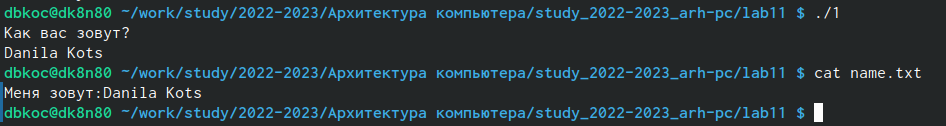 dbkoc@dk8n80 ~/work/study/2022-2023/Архитектура компьютера/study_2022-2023_arh-pc/lab11 $ ./1
Как вас зовут?
Danila Kots
dbkoc@dk8n80 ~/work/study/2022-2023/Архитектура компьютера/study_2022-2023_arh-pc/lab11 $ cat name.txt
Меня зовут:Danila Kots
dbkoc@dk8n80 ~/work/study/2022-2023/Архитектура компьютера/study_2022-2023_arh-pc/lab11 $